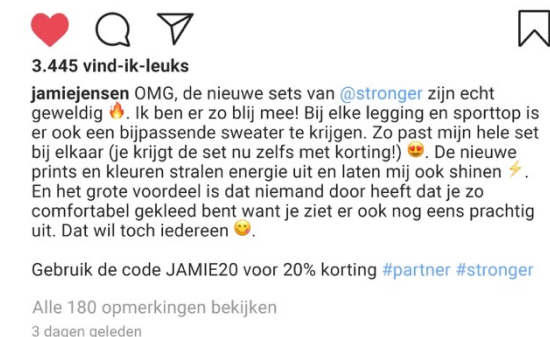 3.445 vind-ik-leuks
jamiejensen OMG, de nieuwe sets van @stronger zijn echt
geweldig 🔥. Ik ben er zo blij mee! Bij elke legging en sporttop is
er ook een bijpassende sweater te krijgen. Zo past mijn hele set
bij elkaar (je krijgt de set nu zelfs met korting!) 😍. De nieuwe
prints en kleuren stralen energie uit en laten mij ook shinen ⚡.
En het grote voordeel is dat niemand door heeft dat je zo
comfortabel gekleed bent want je ziet er ook nog eens prachtig
uit. Dat wil toch iedereen 😋.
Gebruik de code JAMIE20 voor 20% korting #partner #stronger
Alle 180 opmerkingen bekijken
3 dagen geleden